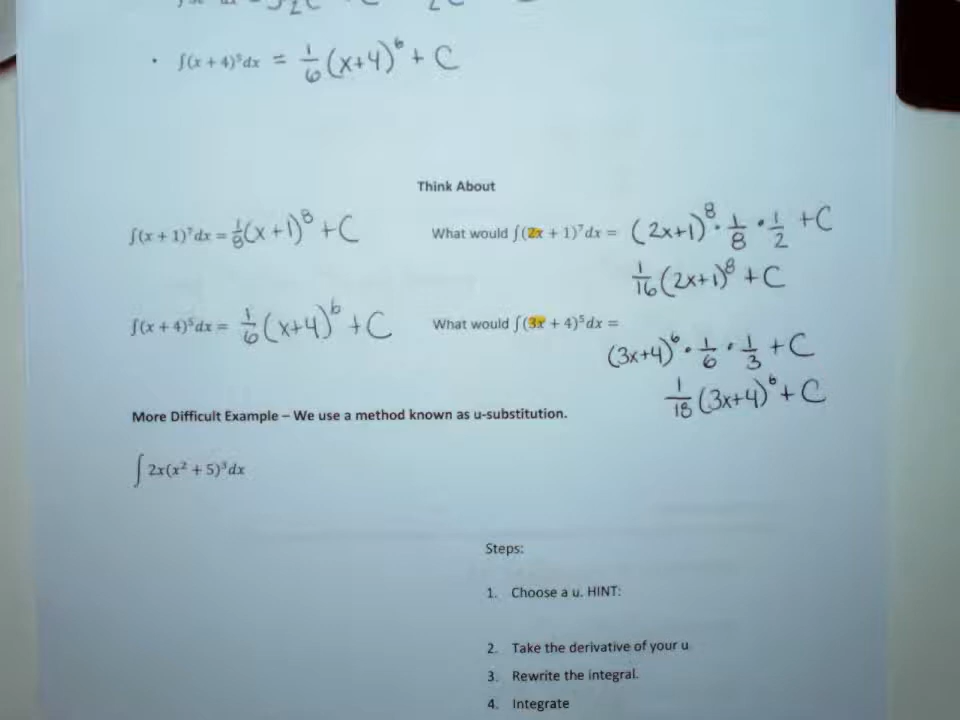 • ∫(x + 4)⁵dx = 1/6 (x+4)⁶ + C
Think About
∫(x + 1)⁷dx = 1/8 (x+1)⁸ + C
What would ∫(2x + 1)⁷dx = (2x+1)⁸ · 1/8 · 1/2 + C
1/16 (2x+1)⁸ + C
∫(x + 4)⁵dx = 1/6 (x+4)⁶ + C
What would ∫(3x + 4)⁵dx =
(3x+4)⁶ · 1/6 · 1/3 + C
1/18 (3x+4)⁶ + C
More Difficult Example – We use a method known as u-substitution.
∫ 2x(x² + 5)³dx
Steps:
1. Choose a u. HINT:
2. Take the derivative of your u
3. Rewrite the integral.
4. Integrate